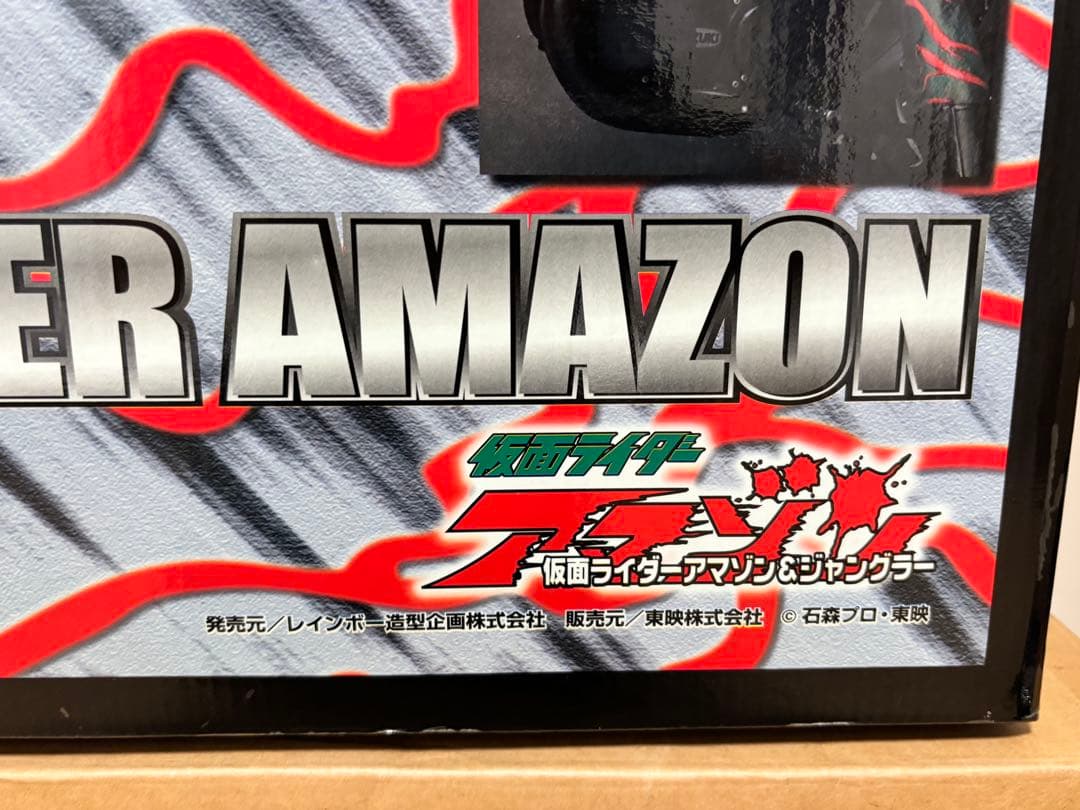 ZUKI
ER AMAZON
仮面ライダー
アマゾン
仮面ライダーアマゾン&ジャングラー
発売元／レインボー造型企画株式会社 販売元／東映株式会社 © 石森プロ・東映